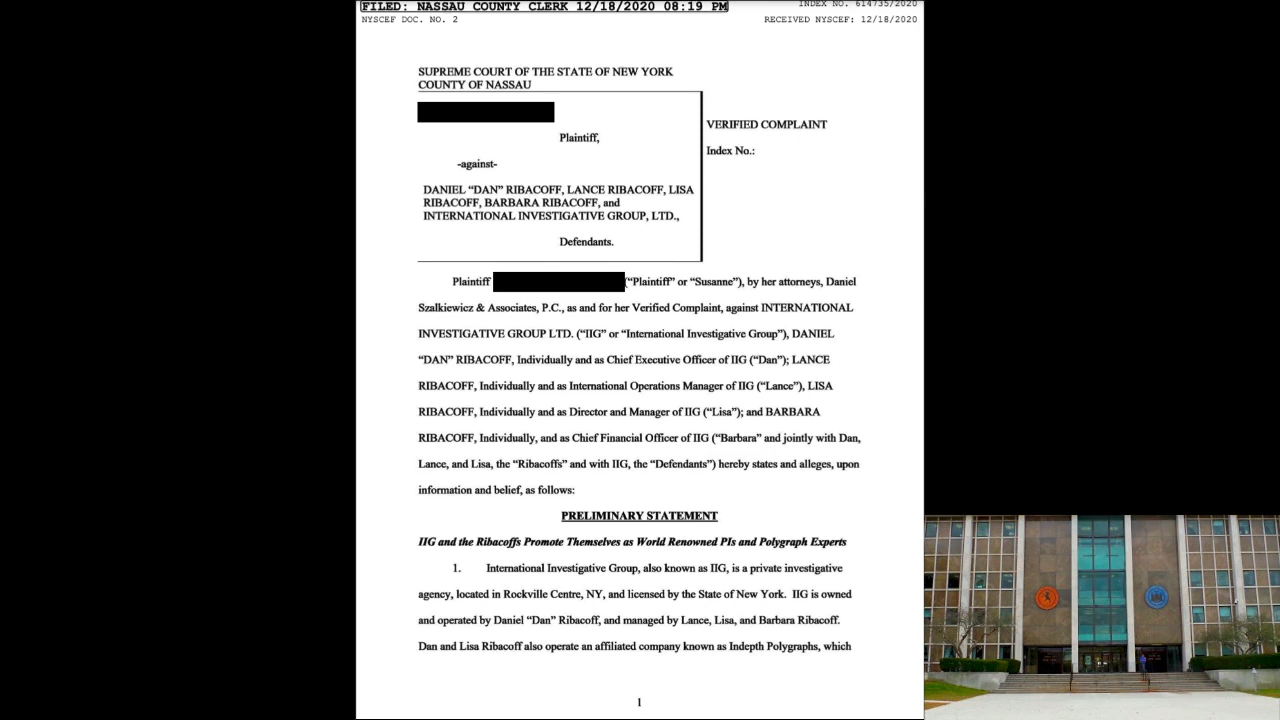 FILED: NASSAU COUNTY CLERK 12/18/2020 08:19 PM
INDEX NO. 614735/2020
NYSCEF DOC. NO. 2
RECEIVED NYSCEF: 12/18/2020
SUPREME COURT OF THE STATE OF NEW YORK
COUNTY OF NASSAU
Plaintiff,
-against-
DANIEL “DAN” RIBACOFF, LANCE RIBACOFF, LISA
RIBACOFF, BARBARA RIBACOFF, and
INTERNATIONAL INVESTIGATIVE GROUP, LTD.,
Defendants.
VERIFIED COMPLAINT
Index No.:
Plaintiff (“Plaintiff” or “Susanne”), by her attorneys, Daniel
Szalkiewicz & Associates, P.C., as and for her Verified Complaint, against INTERNATIONAL
INVESTIGATIVE GROUP LTD. (“IIG” or “International Investigative Group”), DANIEL
“DAN” RIBACOFF, Individually and as Chief Executive Officer of IIG (“Dan”); LANCE
RIBACOFF, Individually and as International Operations Manager of IIG (“Lance”), LISA
RIBACOFF, Individually and as Director and Manager of IIG (“Lisa”); and BARBARA
RIBACOFF, Individually, and as Chief Financial Officer of IIG (“Barbara” and jointly with Dan,
Lance, and Lisa, the “Ribacoffs” and with IIG, the “Defendants”) hereby states and alleges, upon
information and belief, as follows:
PRELIMINARY STATEMENT
IIG and the Ribacoffs Promote Themselves as World Renowned PIs and Polygraph Experts
1. International Investigative Group, also known as IIG, is a private investigative
agency, located in Rockville Centre, NY, and licensed by the State of New York. IIG is owned
and operated by Daniel “Dan” Ribacoff, and managed by Lance, Lisa, and Barbara Ribacoff.
Dan and Lisa Ribacoff also operate an affiliated company known as Indepth Polygraphs, which
1